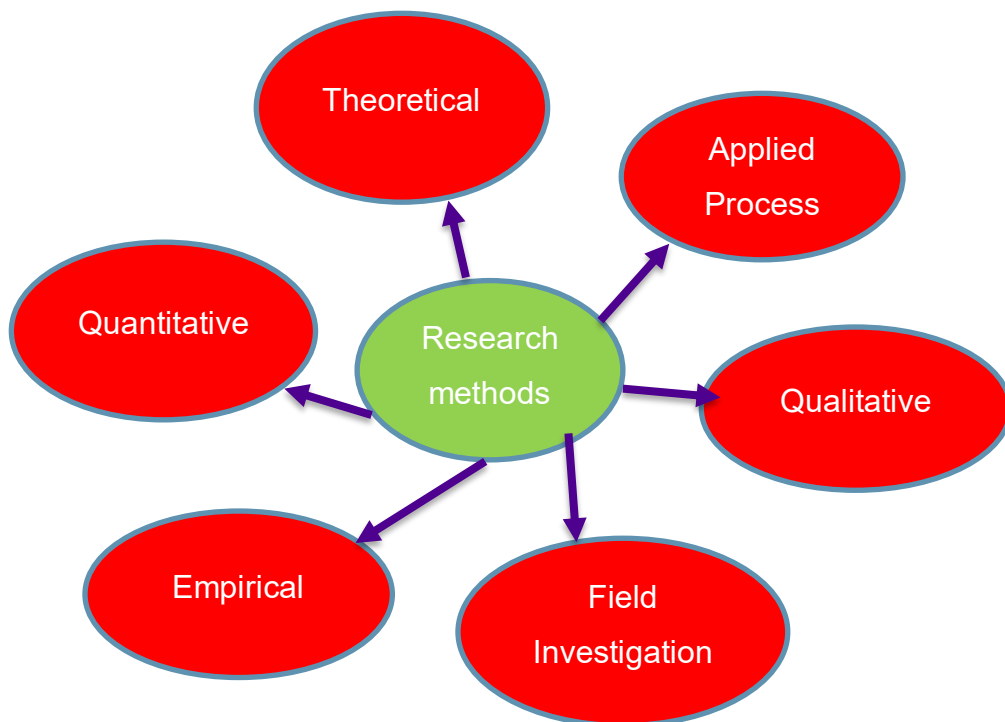 Theoretical
Applied
Process
Quantitative
Research
methods
Qualitative
Empirical
Field
Investigation